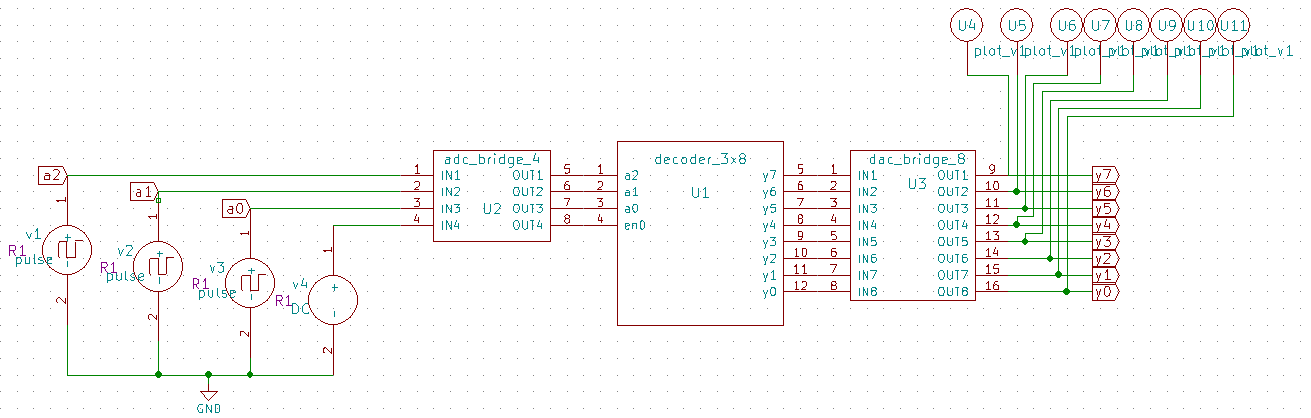 U4 U5 U6 U7 U8 U9 U10 U11
plot_v1 plot_v1 plot_v1 plot_v1 plot_v1 plot_v1 plot_v1 plot_v1
adc_bridge_4 decoder_3x8 dac_bridge_8
a2 1 IN1 OUT1 5 1 a2 y7 5 1 IN1 OUT1 9 y7
a1 2 IN2 OUT2 6 2 a1 U1 y6 6 2 IN2 U3 OUT2 10 y6
a0 3 IN3 U2 OUT3 7 3 a0 y5 7 3 IN3 OUT3 11 y5
4 IN4 OUT4 8 4 en0 y4 8 4 IN4 OUT4 12 y4
y3 9 5 IN5 OUT5 13 y3
y2 10 6 IN6 OUT6 14 y2
y1 11 7 IN7 OUT7 15 y1
y0 12 8 IN8 OUT8 16 y0
1 v1 R1 pulse + - 2
1 v2 R1 pulse + - 2
1 v3 R1 pulse + - 2
1 v4 R1 DC + - 2
GND